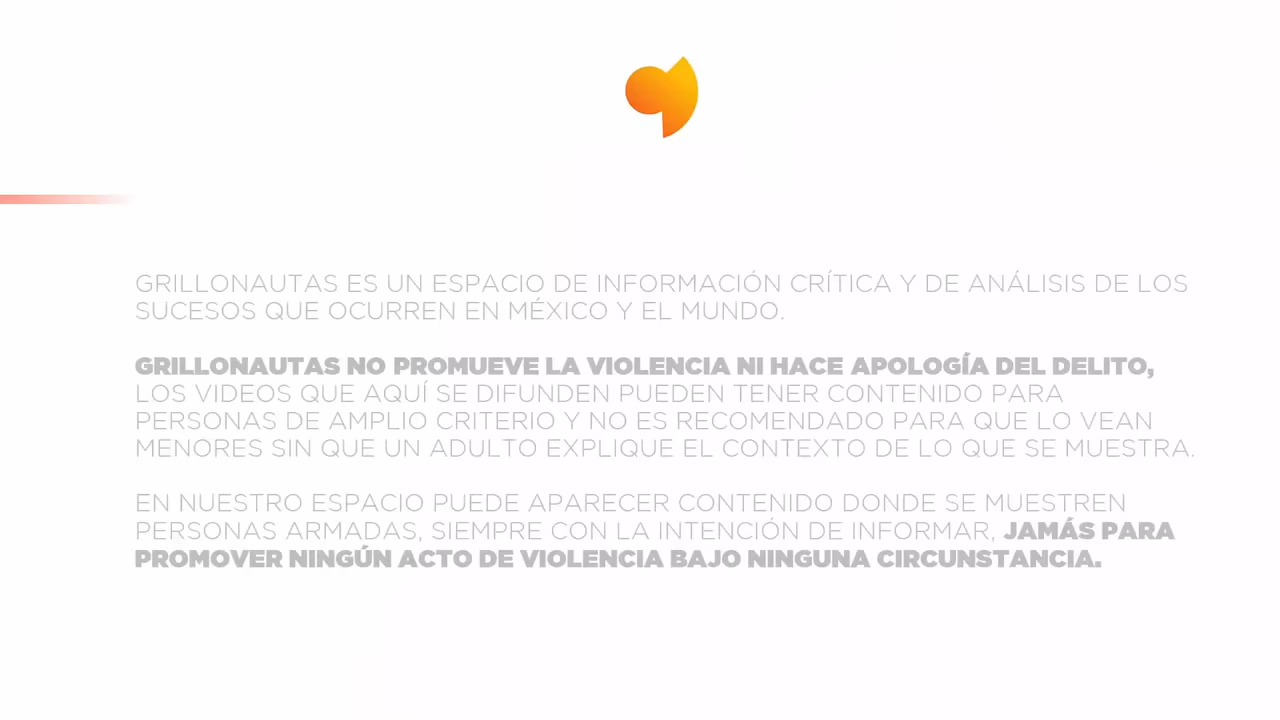 GRILLONAUTAS ES UN ESPACIO DE INFORMACIÓN CRÍTICA Y DE ANÁLISIS DE LOS
SUCESOS QUE OCURREN EN MÉXICO Y EL MUNDO.
GRILLONAUTAS NO PROMUEVE LA VIOLENCIA NI HACE APOLOGÍA DEL DELITO,
LOS VIDEOS QUE AQUÍ SE DIFUNDEN PUEDEN TENER CONTENIDO PARA
PERSONAS DE AMPLIO CRITERIO Y NO ES RECOMENDADO PARA QUE LO VEAN
MENORES SIN QUE UN ADULTO EXPLIQUE EL CONTEXTO DE LO QUE SE MUESTRA.
EN NUESTRO ESPACIO PUEDE APARECER CONTENIDO DONDE SE MUESTREN
PERSONAS ARMADAS, SIEMPRE CON LA INTENCIÓN DE INFORMAR, JAMÁS PARA
PROMOVER NINGÚN ACTO DE VIOLENCIA BAJO NINGUNA CIRCUNSTANCIA.